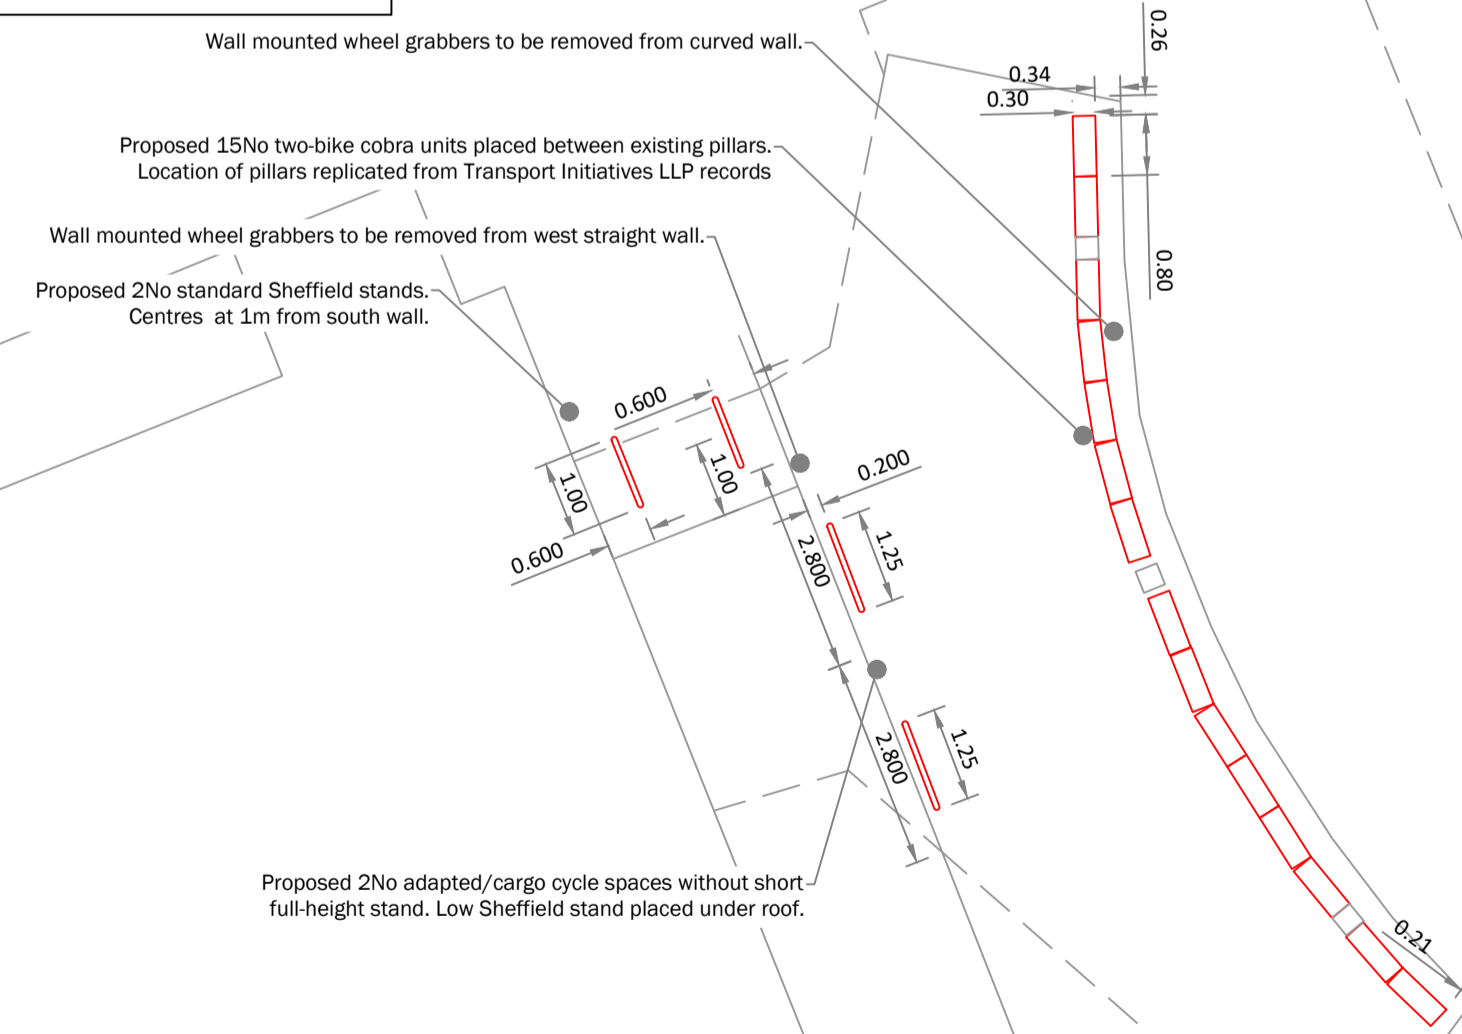 Wall mounted wheel grabbers to be removed from curved wall.
0.26
0.34
0.30
Proposed 15No two-bike cobra units placed between existing pillars.
Location of pillars replicated from Transport Initiatives LLP records
Wall mounted wheel grabbers to be removed from west straight wall.
0.80
Proposed 2No standard Sheffield stands.
Centres at 1m from south wall.
0.600
1.00
1.00
0.200
0.600
2.800
1.25
2.800
1.25
Proposed 2No adapted/cargo cycle spaces without short
full-height stand. Low Sheffield stand placed under roof.
0.21